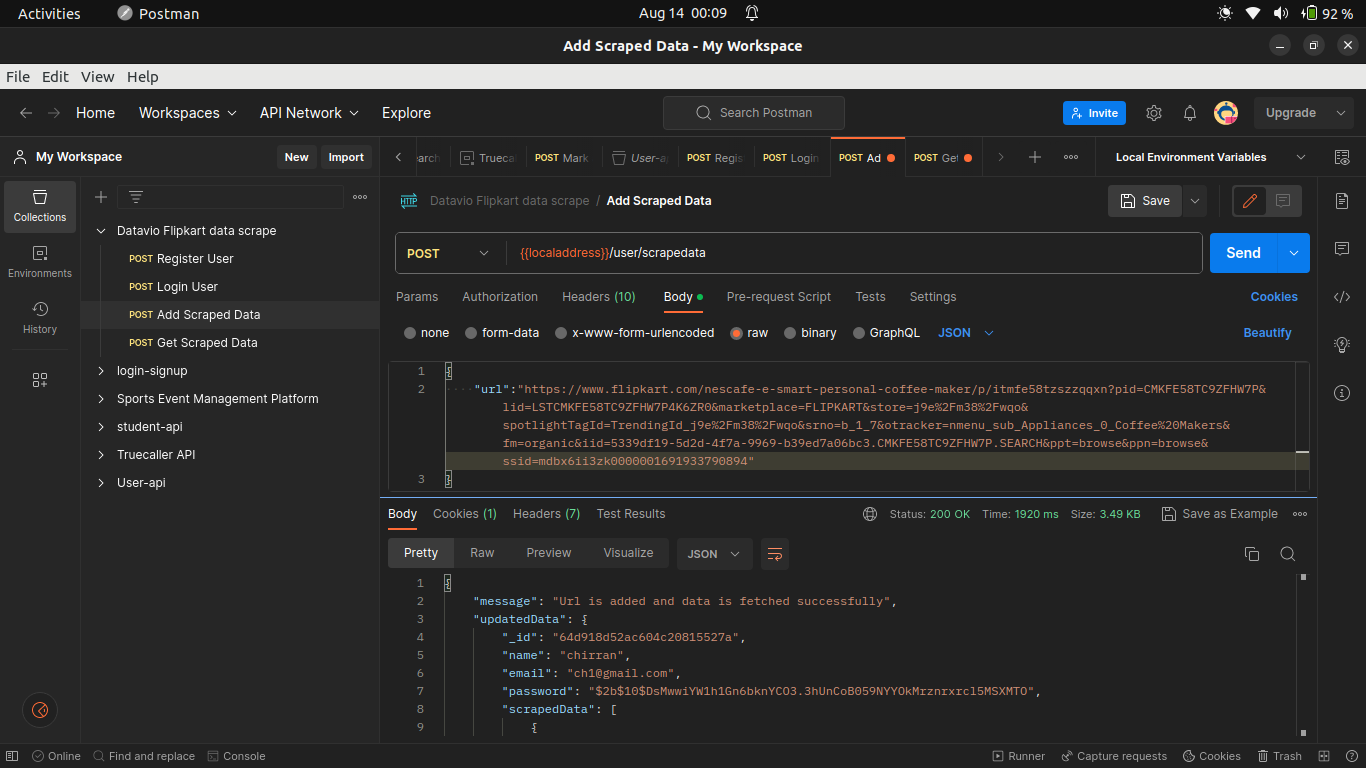 Activities Postman Aug 14 00:09 92 %
Add Scraped Data - My Workspace
File Edit View Help
Home Workspaces API Network Explore Search Postman Invite Upgrade
My Workspace New Import
earch Truecal POST Mark User-a POST Regis POST Login POST Ad POST Get Local Environment Variables
Collections
Environments
History
Datavio Flipkart data scrape
POST Register User
POST Login User
POST Add Scraped Data
POST Get Scraped Data
login-signup
Sports Event Management Platform
student-api
Truecaller API
User-api
HTTP Datavio Flipkart data scrape / Add Scraped Data Save
POST {{localaddress}}/user/scrapedata Send
Params Authorization Headers (10) Body Pre-request Script Tests Settings Cookies
none form-data x-www-form-urlencoded raw binary GraphQL JSON Beautify
1 {
2 "url":"https://www.flipkart.com/nescafe-e-smart-personal-coffee-maker/p/itmfe58tzszzqqxn?pid=CMKFE58TC9ZFHW7P&
lid=LSTCMKFE58TC9ZFHW7P4K6ZR0&marketplace=FLIPKART&store=j9e%2Fm38%2Fwqo&
spotlightTagId=TrendingId_j9e%2Fm38%2Fwqo&srno=b_1_7&otracker=nmenu_sub_Appliances_0_Coffee%20Makers&
fm=organic&iid=5339df19-5d2d-4f7a-9969-b39ed7a06bc3.CMKFE58TC9ZFHW7P.SEARCH&ppt=browse&ppn=browse&
ssid=mdbx6ii3zk0000001691933790894"
3 }
Body Cookies (1) Headers (7) Test Results Status: 200 OK Time: 1920 ms Size: 3.49 KB Save as Example
Pretty Raw Preview Visualize JSON
1 {
2 "message": "Url is added and data is fetched successfully",
3 "updatedData": {
4 "_id": "64d918d52ac604c20815527a",
5 "name": "chirran",
6 "email": "ch1@gmail.com",
7 "password": "$2b$10$DsMwwiYW1h1Gn6bknYCO3.3hUnCoB059NYYOkMrznrxrcl5MSXMTO",
8 "scrapedData": [
9 {
Online Find and replace Console Runner Capture requests Cookies Trash